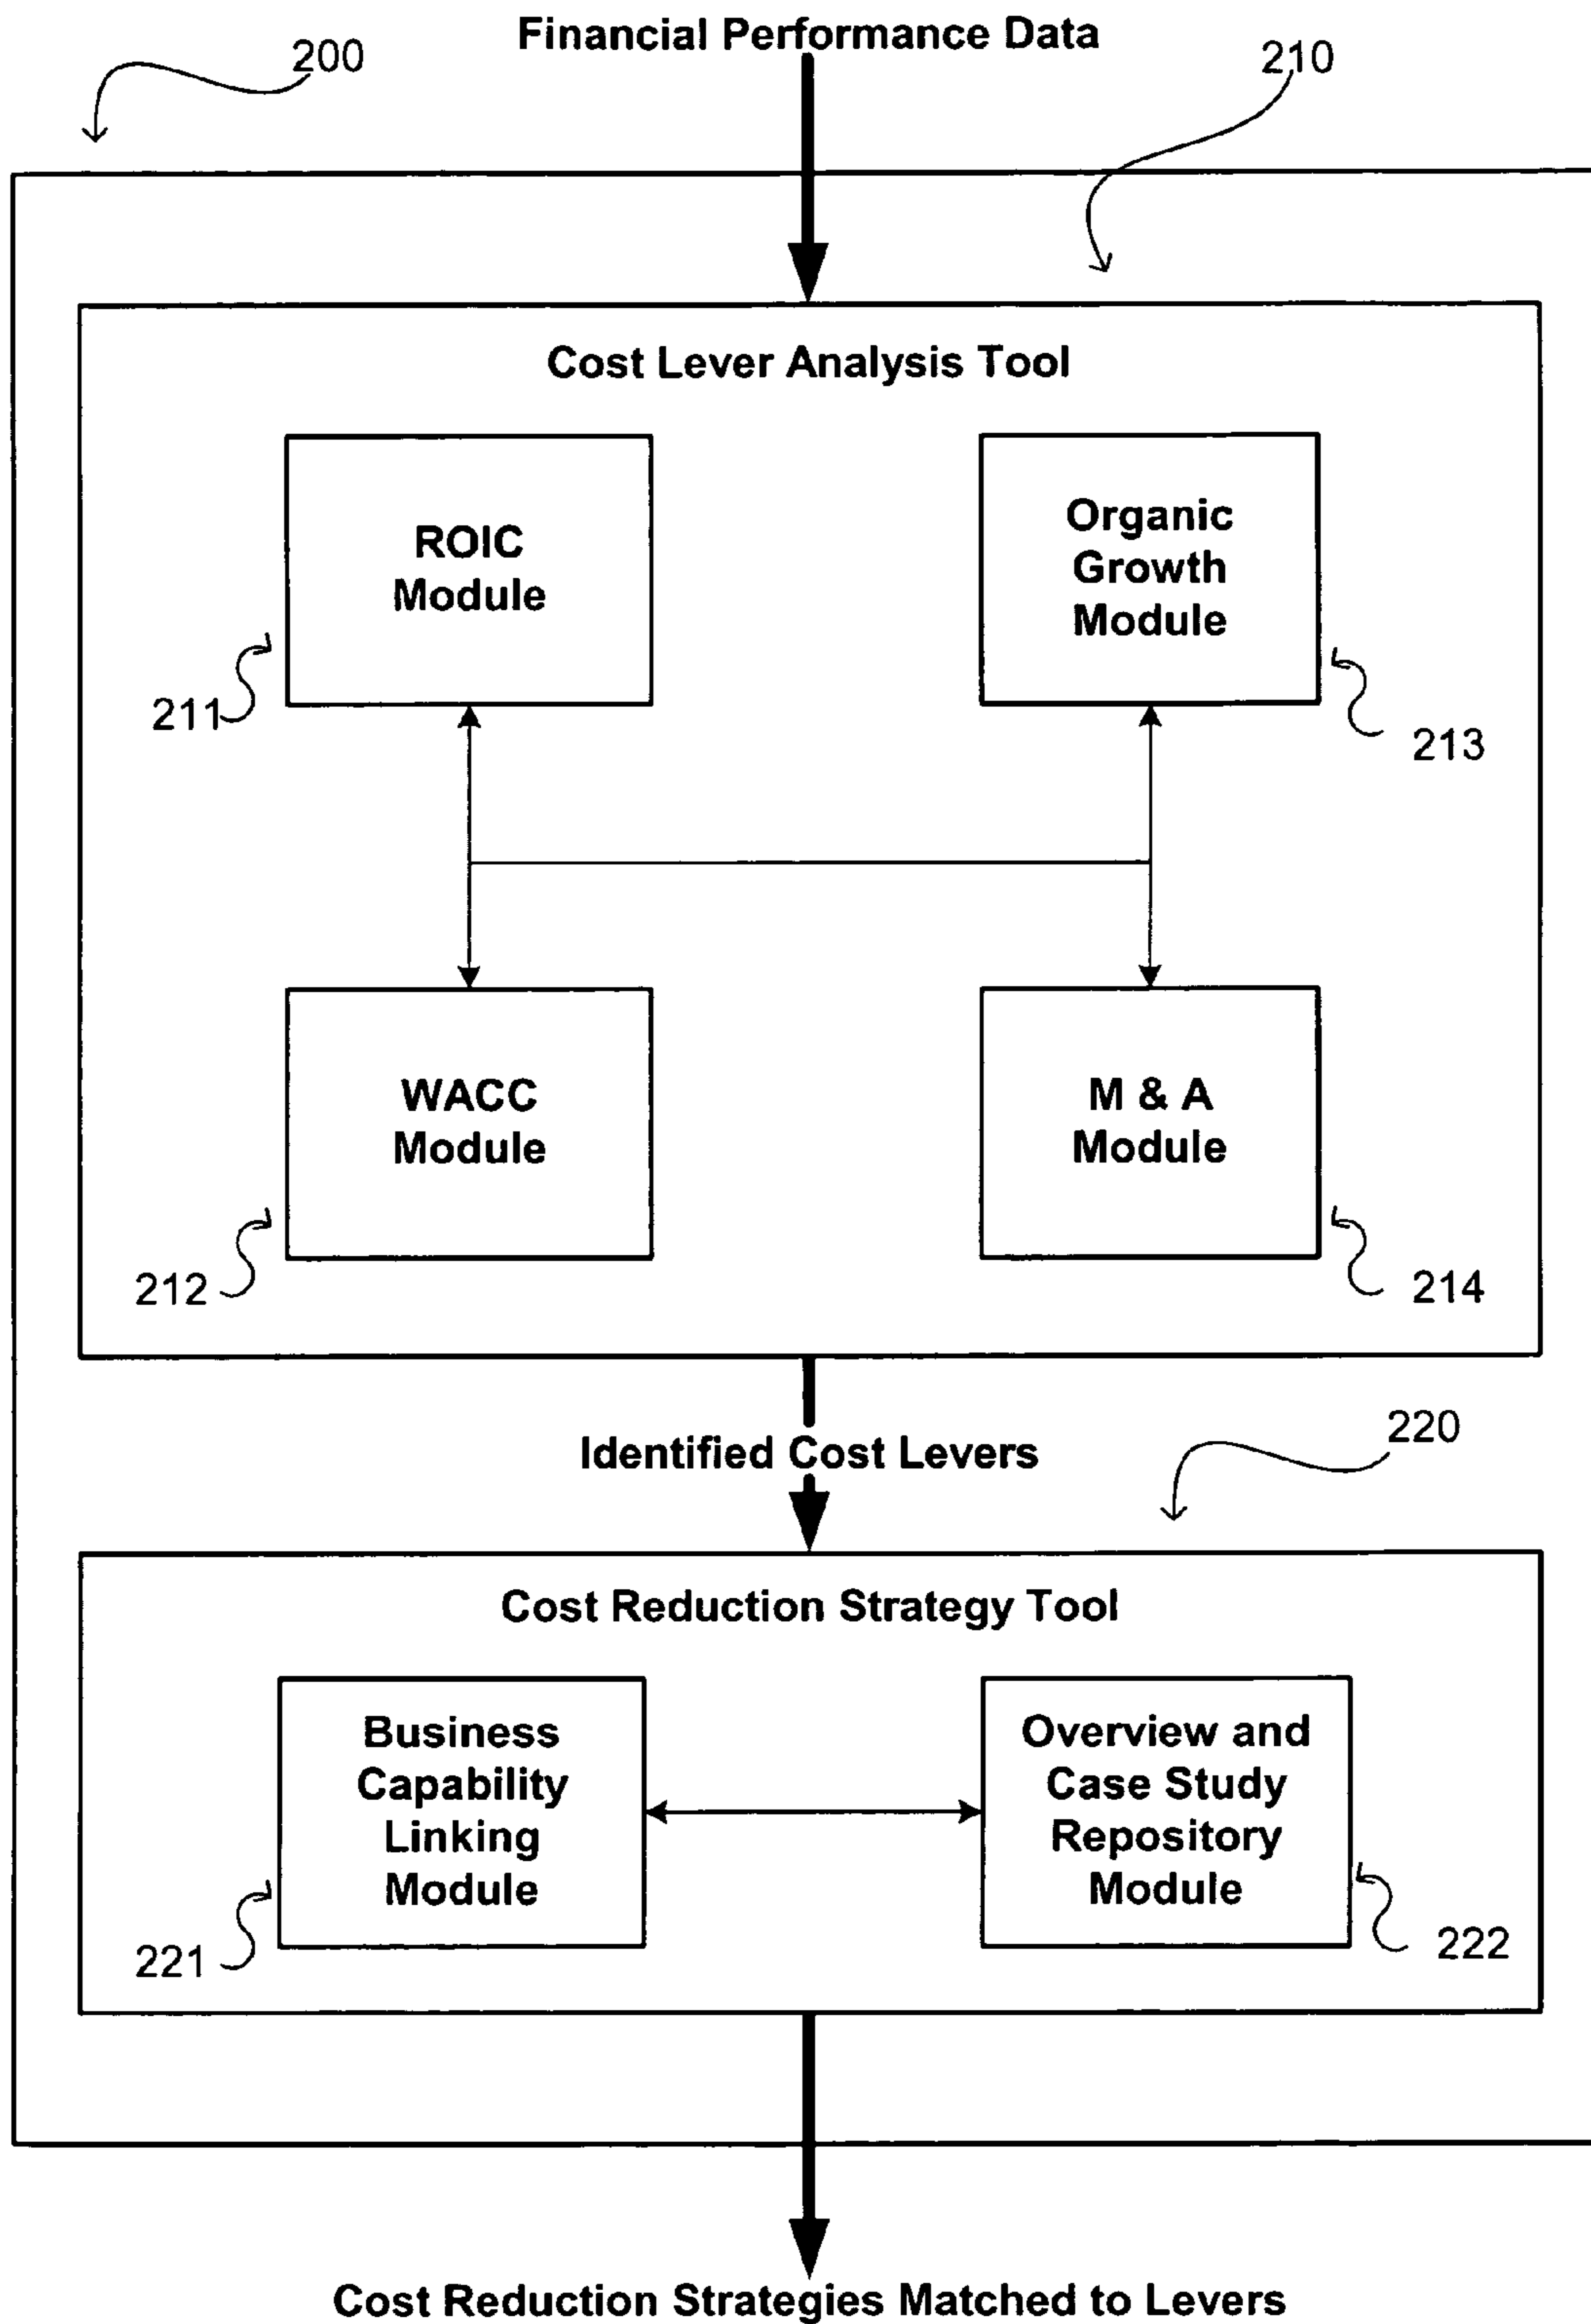 Financial Performance Data
200
210
Cost Lever Analysis Tool
ROIC
Module
Organic
Growth
Module
211
213
WACC
Module
M & A
Module
212
214
Identified Cost Levers
220
Cost Reduction Strategy Tool
Business
Capability
Linking
Module
Overview and
Case Study
Repository
Module
221
222
Cost Reduction Strategies Matched to Levers